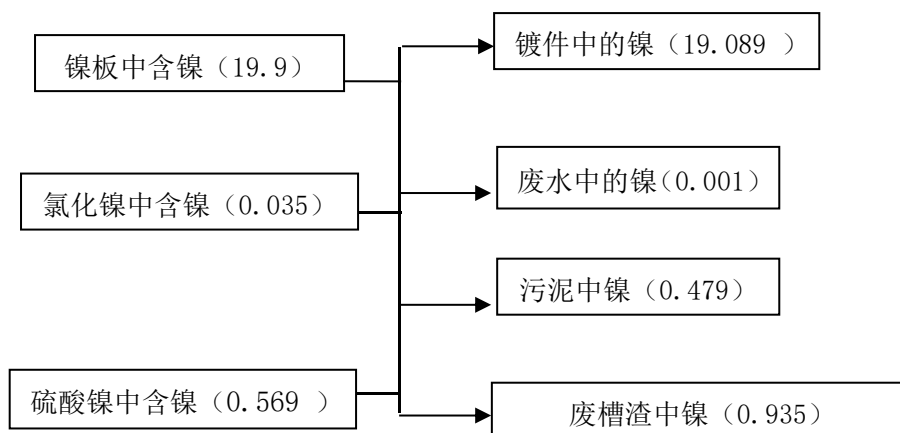 镍板中含镍（19.9）
镀件中的镍（19.089 ）
氯化镍中含镍（0.035）
废水中的镍(0.001)
污泥中镍（0.479）
硫酸镍中含镍（0.569 ）
废槽渣中镍（0.935）